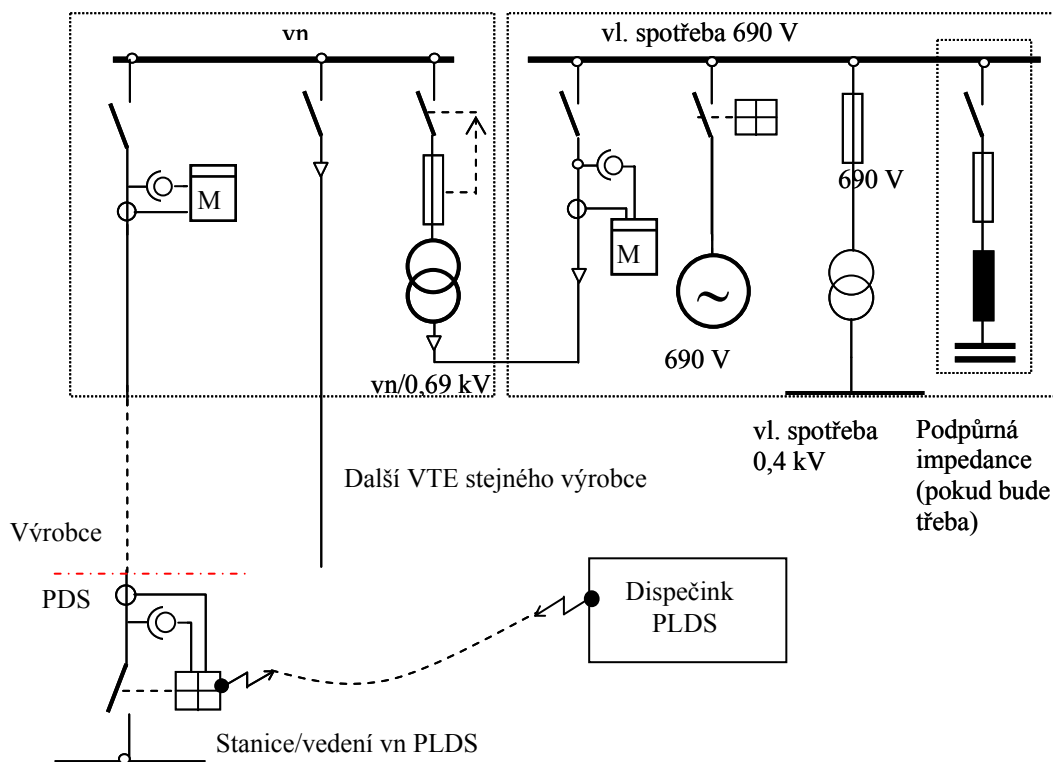 vn
vl. spotřeba 690 V
M
M
690 V
690 V
vn/0,69 kV
vl. spotřeba
0,4 kV
Podpůrná
impedance
(pokud bude
třeba)
Další VTE stejného výrobce
Výrobce
PDS
Dispečink
PLDS
Stanice/vedení vn PLDS